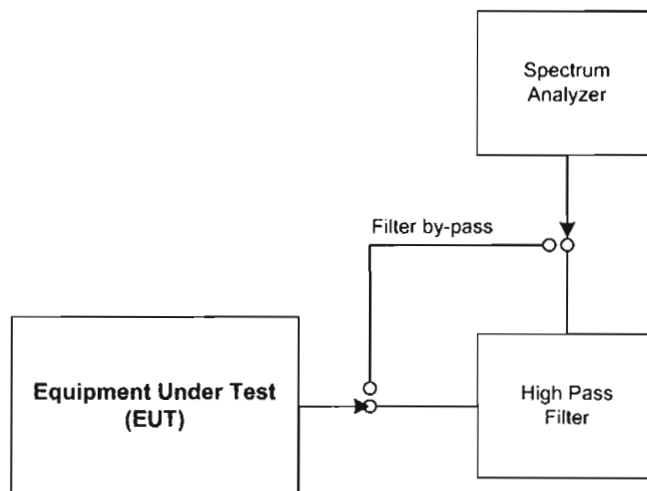 Spectrum
Analyzer
Filter by-pass
Equipment Under Test
(EUT)
High Pass
Filter